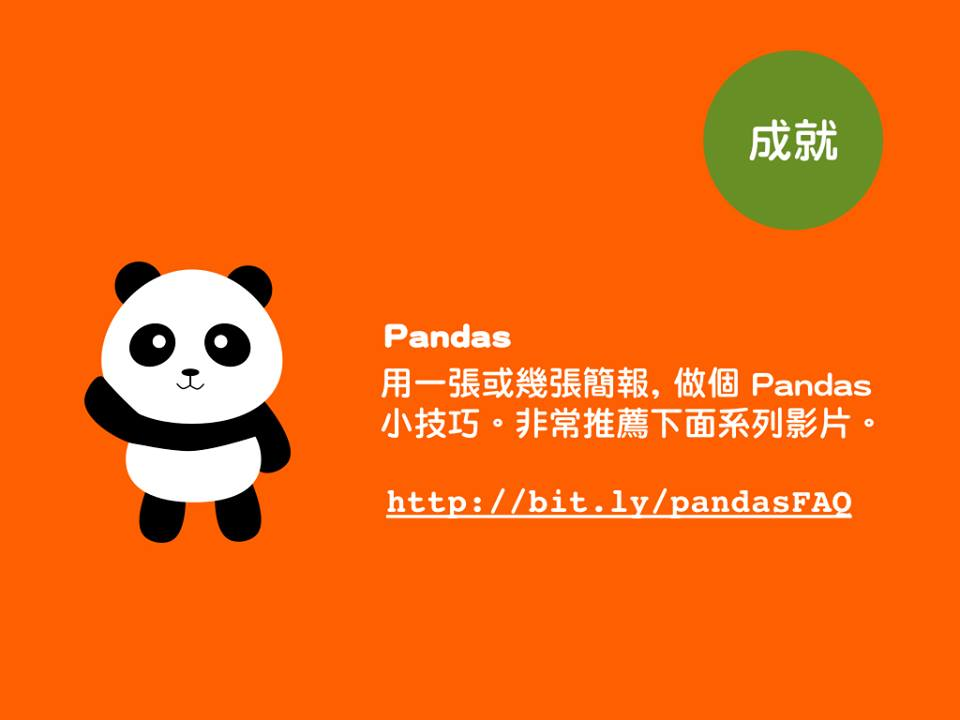 成就
Pandas
用一張或幾張簡報, 做個 Pandas
小技巧。非常推薦下面系列影片。
http://bit.ly/pandasFAQ